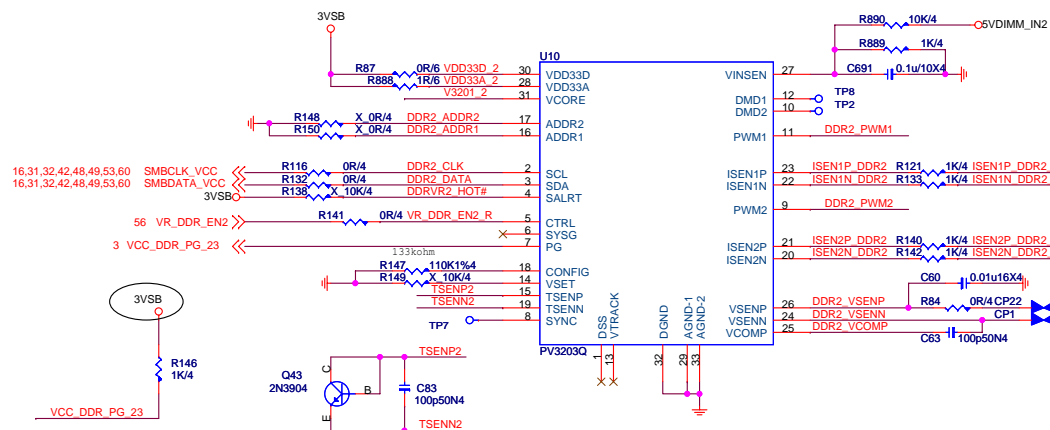 3VSB
R890 10K/4 5VDIMM_IN2
R889 1K/4
U10
R87 0R/6 VDD33D_2 30 VDD33D VINSEN 27 C691 0.1u/10X4
R888 1R/6 VDD33A_2 28 VDD33A
V3201_2 31 VCORE
DMD1 12 TP8
DMD2 10 TP2
R148 X_0R/4 DDR2_ADDR2 17 ADDR2
R150 X_0R/4 DDR2_ADDR1 16 ADDR1 PWM1 11 DDR2_PWM1
16,31,32,42,48,49,53,60 SMBCLK_VCC R116 0R/4 DDR2_CLK 2 SCL ISEN1P 23 ISEN1P_DDR2 R121 1K/4 ISEN1P_DDR2
16,31,32,42,48,49,53,60 SMBDATA_VCC R132 0R/4 DDR2_DATA 3 SDA ISEN1N 22 ISEN1N_DDR2 R133 1K/4 ISEN1N_DDR2
3VSB R138 X_10K/4 DDRVR2_HOT# 4 SALRT
PWM2 9 DDR2_PWM2
56 VR_DDR_EN2 R141 0R/4 VR_DDR_EN2_R 5 CTRL
6 SYSG
3 VCC_DDR_PG_23 7 PG ISEN2P 21 ISEN2P_DDR2 R140 1K/4 ISEN2P_DDR2
133kohm ISEN2N 20 ISEN2N_DDR2 R142 1K/4 ISEN2N_DDR2
R147 110K1%4 18 CONFIG
R149 X_10K/4 14 VSET C60 0.01u16X4
TSENP2 15 TSENP
TSENN2 19 TSENN VSENP 26 DDR2_VSENP R84 0R/4 CP22
TP7 8 SYNC VSENN 24 DDR2_VSENN CP1
VCOMP 25 DDR2_VCOMP
C63 100p50N4
DSS VTRACK DGND AGND-1 AGND-2
PV3203Q
1 13 32 29 33
3VSB
R146
1K/4
VCC_DDR_PG_23
TSENP2
Q43
2N3904
C
B
E
C83
100p50N4
TSENN2